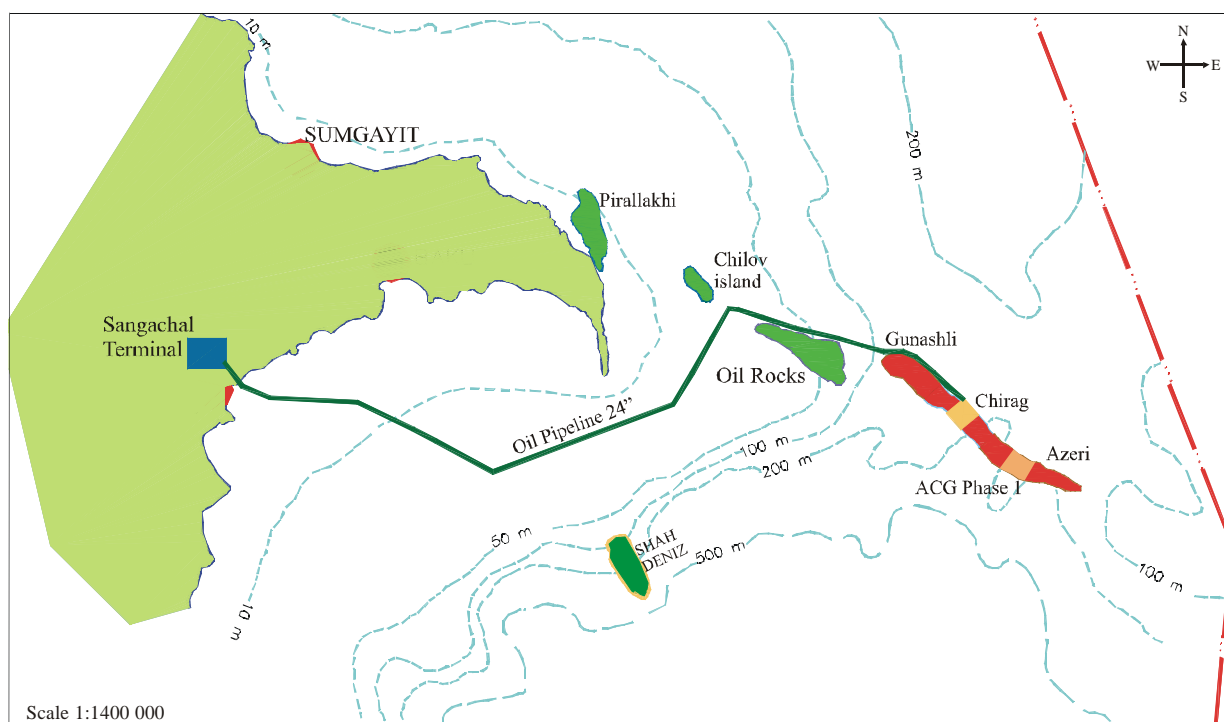 10 m
N
W
E
S
SUMGAYIT
200 m
Pirallakhi
Chilov
island
Sangachal
Terminal
Gunashli
Oil Rocks
Chirag
Oil Pipeline 24”
100 m
Azeri
200 m
ACG Phase 1
50 m
SHAH
DENIZ
500 m
100 m
10 m
Scale 1:1400 000